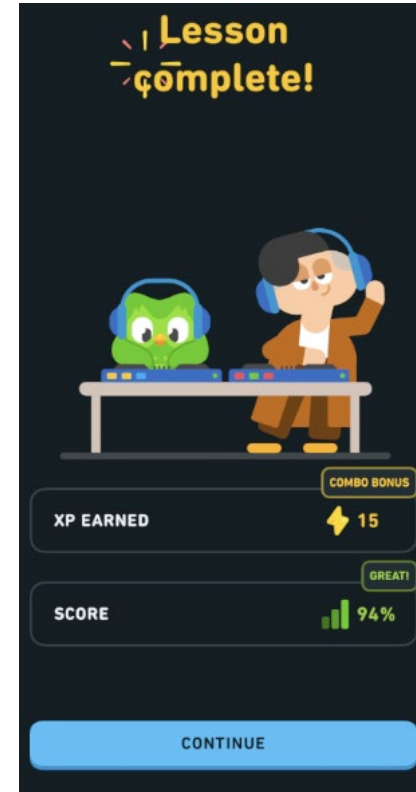 Lesson
complete!
COMBO BONUS
XP EARNED
15
GREAT!
SCORE
94%
CONTINUE